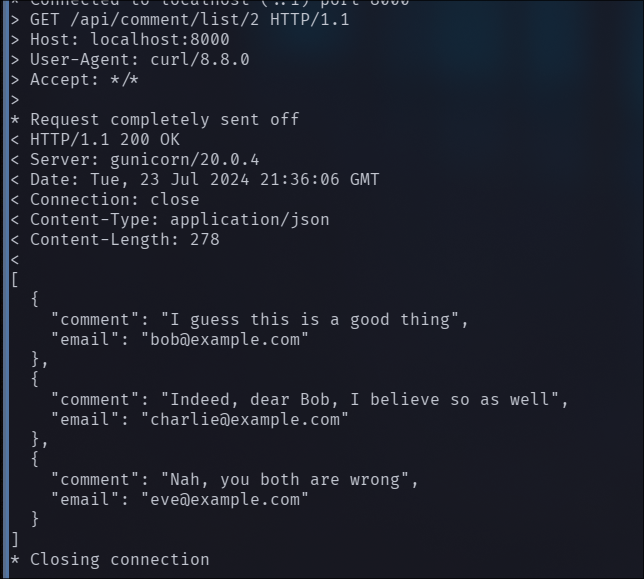 * Connected to localhost (::1) port 8000
> GET /api/comment/list/2 HTTP/1.1
> Host: localhost:8000
> User-Agent: curl/8.8.0
> Accept: */*
>
* Request completely sent off
< HTTP/1.1 200 OK
< Server: gunicorn/20.0.4
< Date: Tue, 23 Jul 2024 21:36:06 GMT
< Connection: close
< Content-Type: application/json
< Content-Length: 278
<
[
  {
    "comment": "I guess this is a good thing",
    "email": "bob@example.com"
  },
  {
    "comment": "Indeed, dear Bob, I believe so as well",
    "email": "charlie@example.com"
  },
  {
    "comment": "Nah, you both are wrong",
    "email": "eve@example.com"
  }
]
* Closing connection